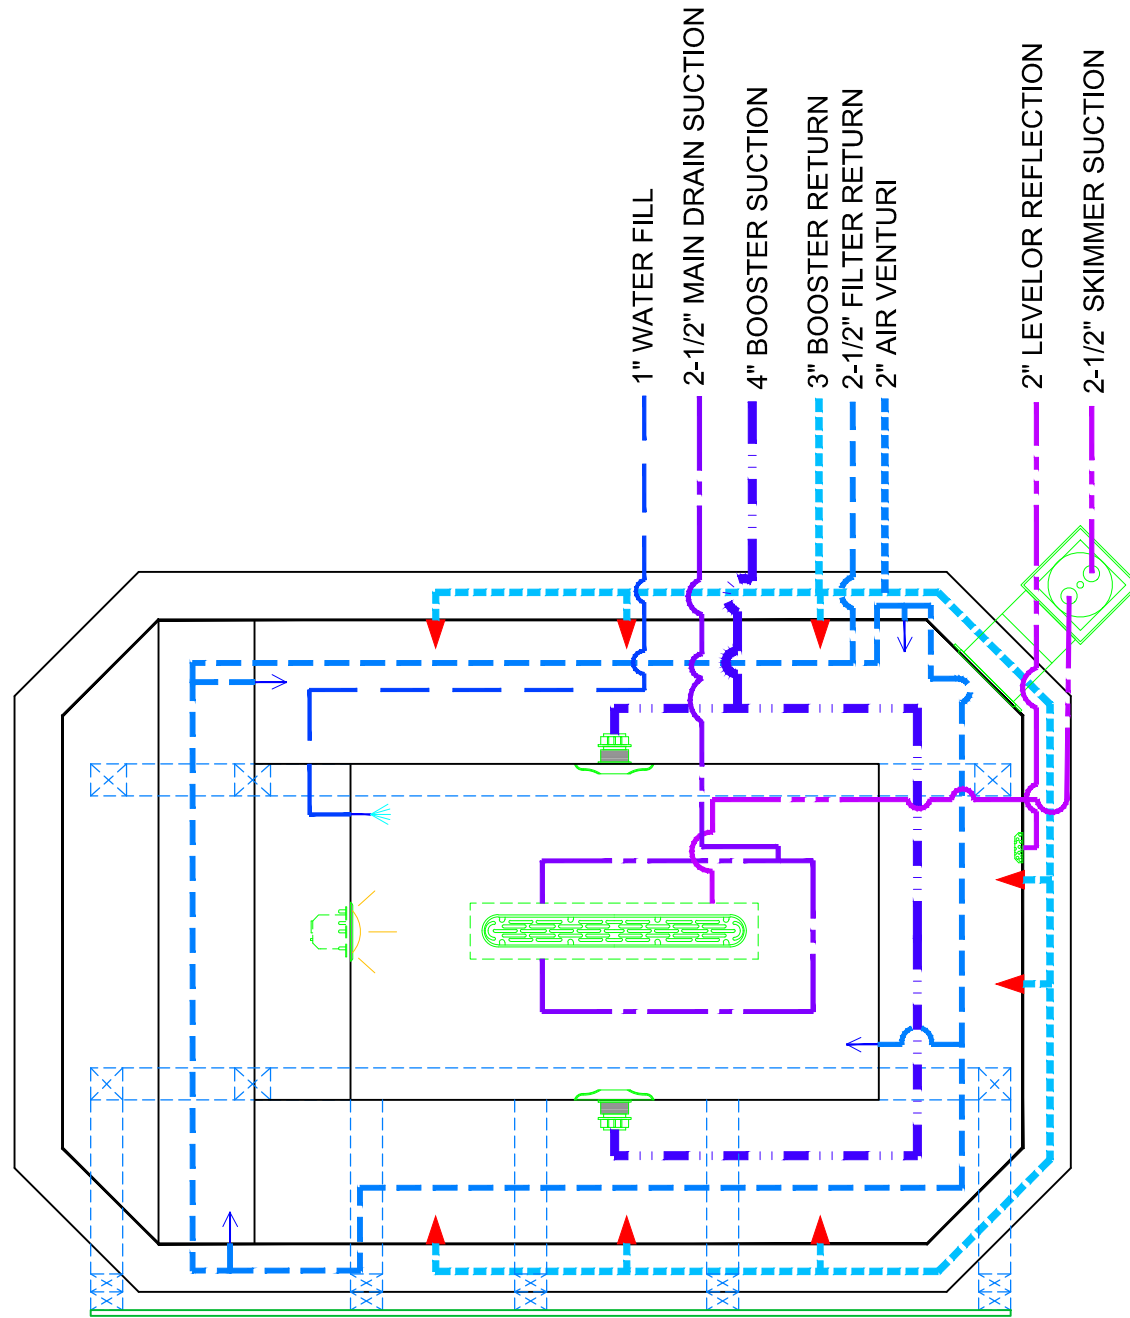 1" WATER FILL
2-1/2" MAIN DRAIN SUCTION
4" BOOSTER SUCTION
3" BOOSTER RETURN
2-1/2" FILTER RETURN
2" AIR VENTURI
2" LEVELOR REFLECTION
2-1/2" SKIMMER SUCTION